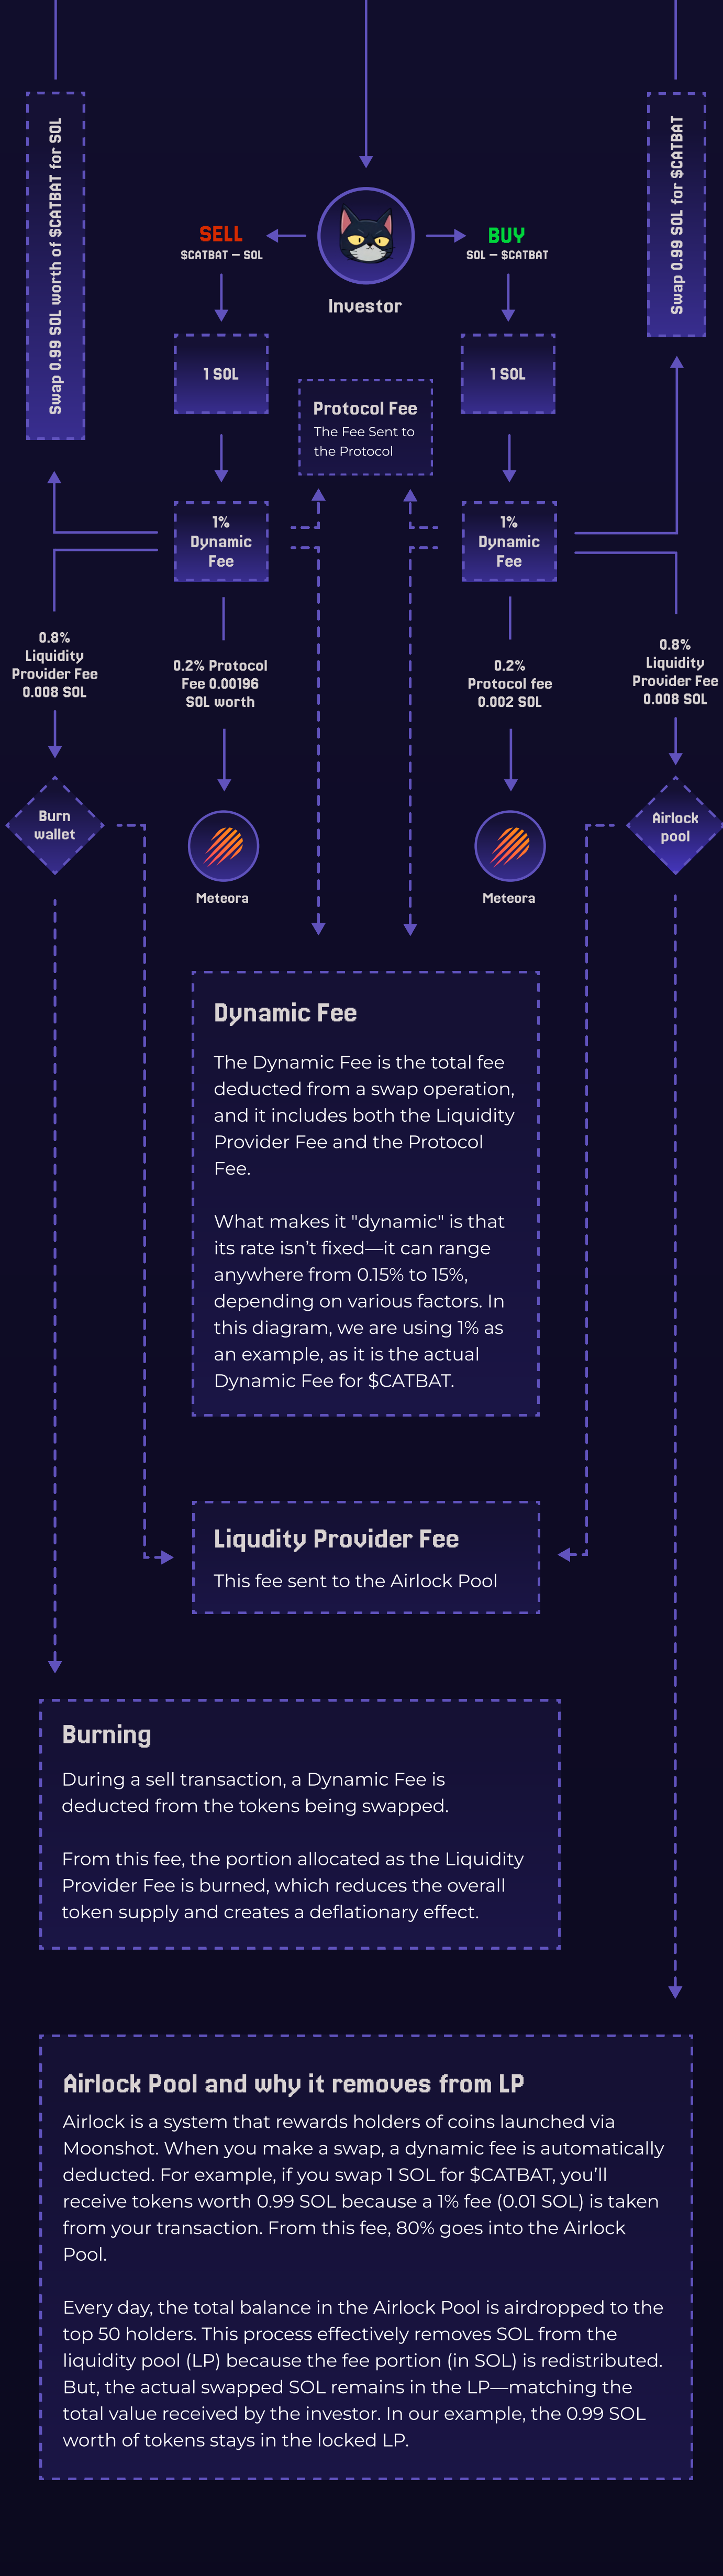 Swap 0.99 SOL worth of $CATBAT for SOL
Swap 0.99 SOL for $CATBAT
SELL
$CATBAT — SOL
BUY
SOL — $CATBAT
Investor
1 SOL
1 SOL
Protocol Fee
The Fee Sent to
the Protocol
1%
Dynamic
Fee
1%
Dynamic
Fee
0.8%
Liquidity
Provider Fee
0.008 SOL
0.2% Protocol
Fee 0.00196
SOL worth
0.2%
Protocol fee
0.002 SOL
0.8%
Liquidity
Provider Fee
0.008 SOL
Burn
wallet
Meteora
Meteora
Airlock
pool
Dynamic Fee
The Dynamic Fee is the total fee
deducted from a swap operation,
and it includes both the Liquidity
Provider Fee and the Protocol
Fee.
What makes it "dynamic" is that
its rate isn’t fixed—it can range
anywhere from 0.15% to 15%,
depending on various factors. In
this diagram, we are using 1% as
an example, as it is the actual
Dynamic Fee for $CATBAT.
Liqudity Provider Fee
This fee sent to the Airlock Pool
Burning
During a sell transaction, a Dynamic Fee is
deducted from the tokens being swapped.
From this fee, the portion allocated as the Liquidity
Provider Fee is burned, which reduces the overall
token supply and creates a deflationary effect.
Airlock Pool and why it removes from LP
Airlock is a system that rewards holders of coins launched via
Moonshot. When you make a swap, a dynamic fee is automatically
deducted. For example, if you swap 1 SOL for $CATBAT, you’ll
receive tokens worth 0.99 SOL because a 1% fee (0.01 SOL) is taken
from your transaction. From this fee, 80% goes into the Airlock
Pool.
Every day, the total balance in the Airlock Pool is airdropped to the
top 50 holders. This process effectively removes SOL from the
liquidity pool (LP) because the fee portion (in SOL) is redistributed.
But, the actual swapped SOL remains in the LP—matching the
total value received by the investor. In our example, the 0.99 SOL
worth of tokens stays in the locked LP.